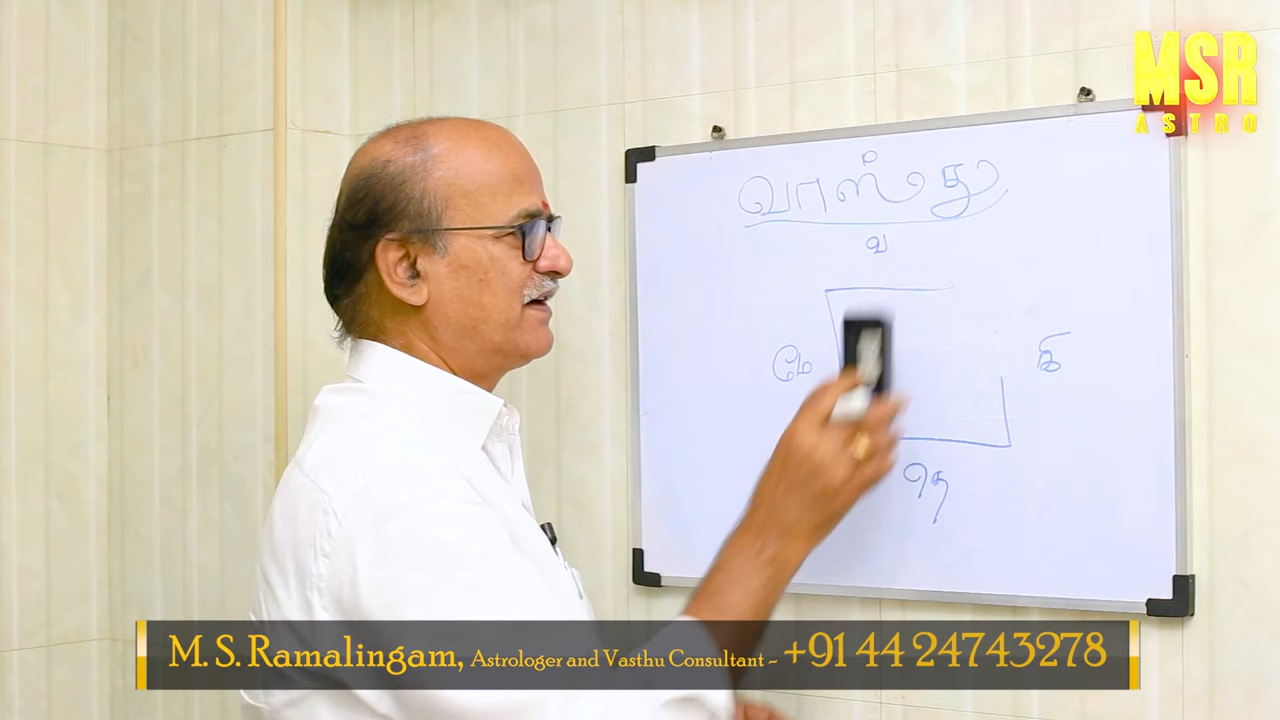 MSR
ASTRO
வாஸ்து
வ
மே
கி
தெ
M. S. Ramalingam, Astrologer and Vasthu Consultant - +91 44 24743278